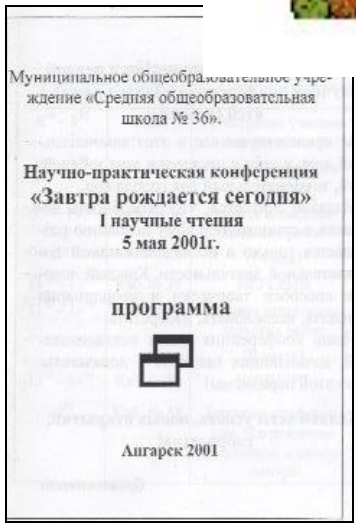 Муниципальное общеобразовательное учре-
ждение «Средняя общеобразовательная
школа № 36».
Научно-практическая конференция
«Завтра рождается сегодня»
I научные чтения
5 мая 2001г.
программа
Ангарск 2001